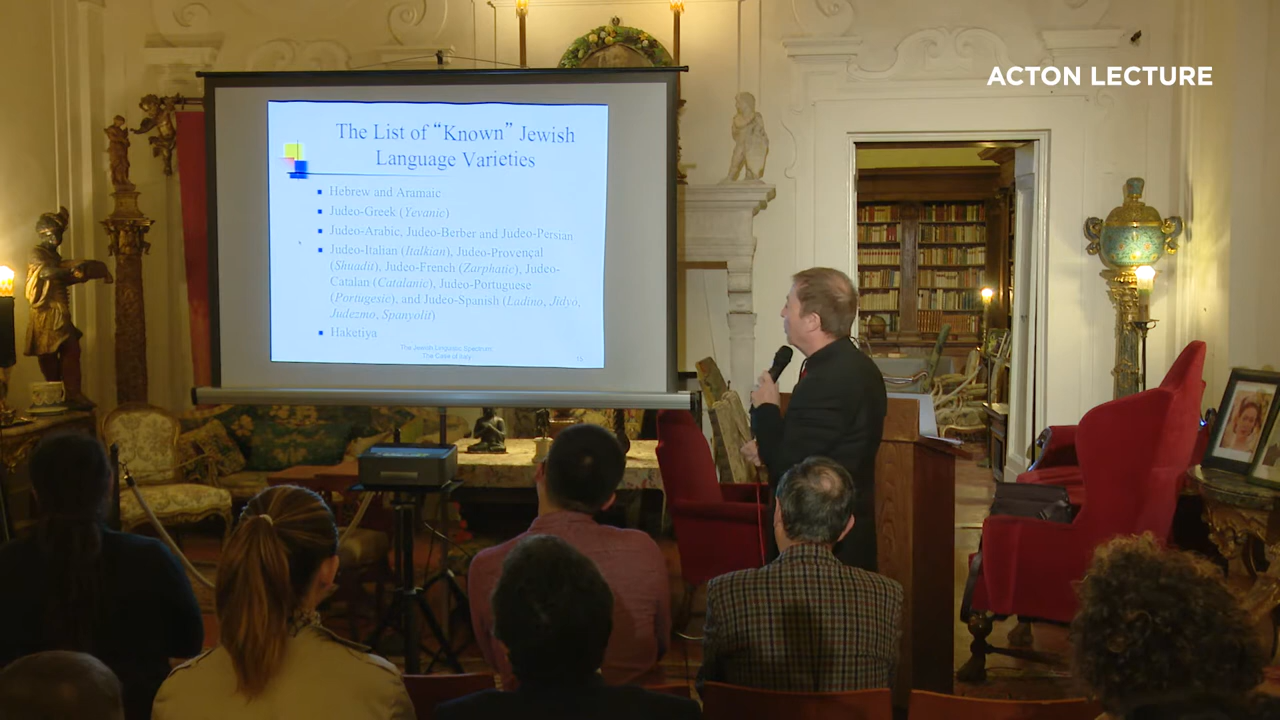 ACTON LECTURE
The List of “Known” Jewish
Language Varieties
Hebrew and Aramaic
Judeo-Greek (Yevanic)
Judeo-Arabic, Judeo-Berber and Judeo-Persian
Judeo-Italian (Italkian), Judeo-Provençal
(Shuadit), Judeo-French (Zarphatic), Judeo-
Catalan (Catalanic), Judeo-Portuguese
(Portugesic), and Judeo-Spanish (Ladino, Jidyó,
Judezmo, Spanyolit)
Haketiya
The Jewish Linguistic Spectrum:
The Case of Italy